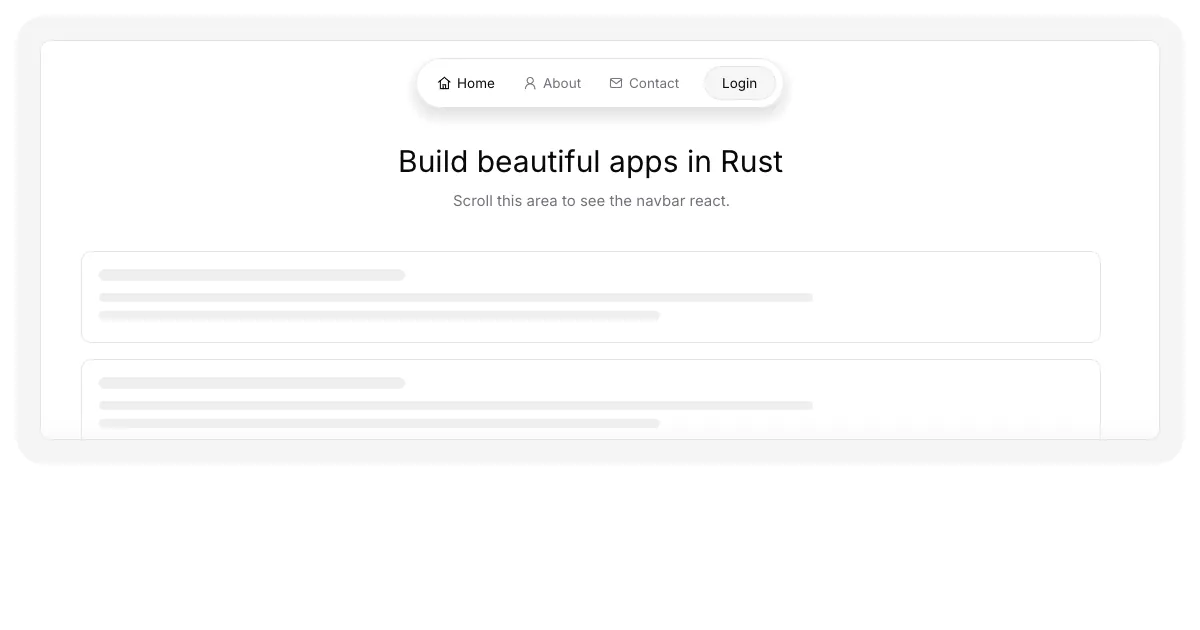 Home About Contact Login
Build beautiful apps in Rust
Scroll this area to see the navbar react.